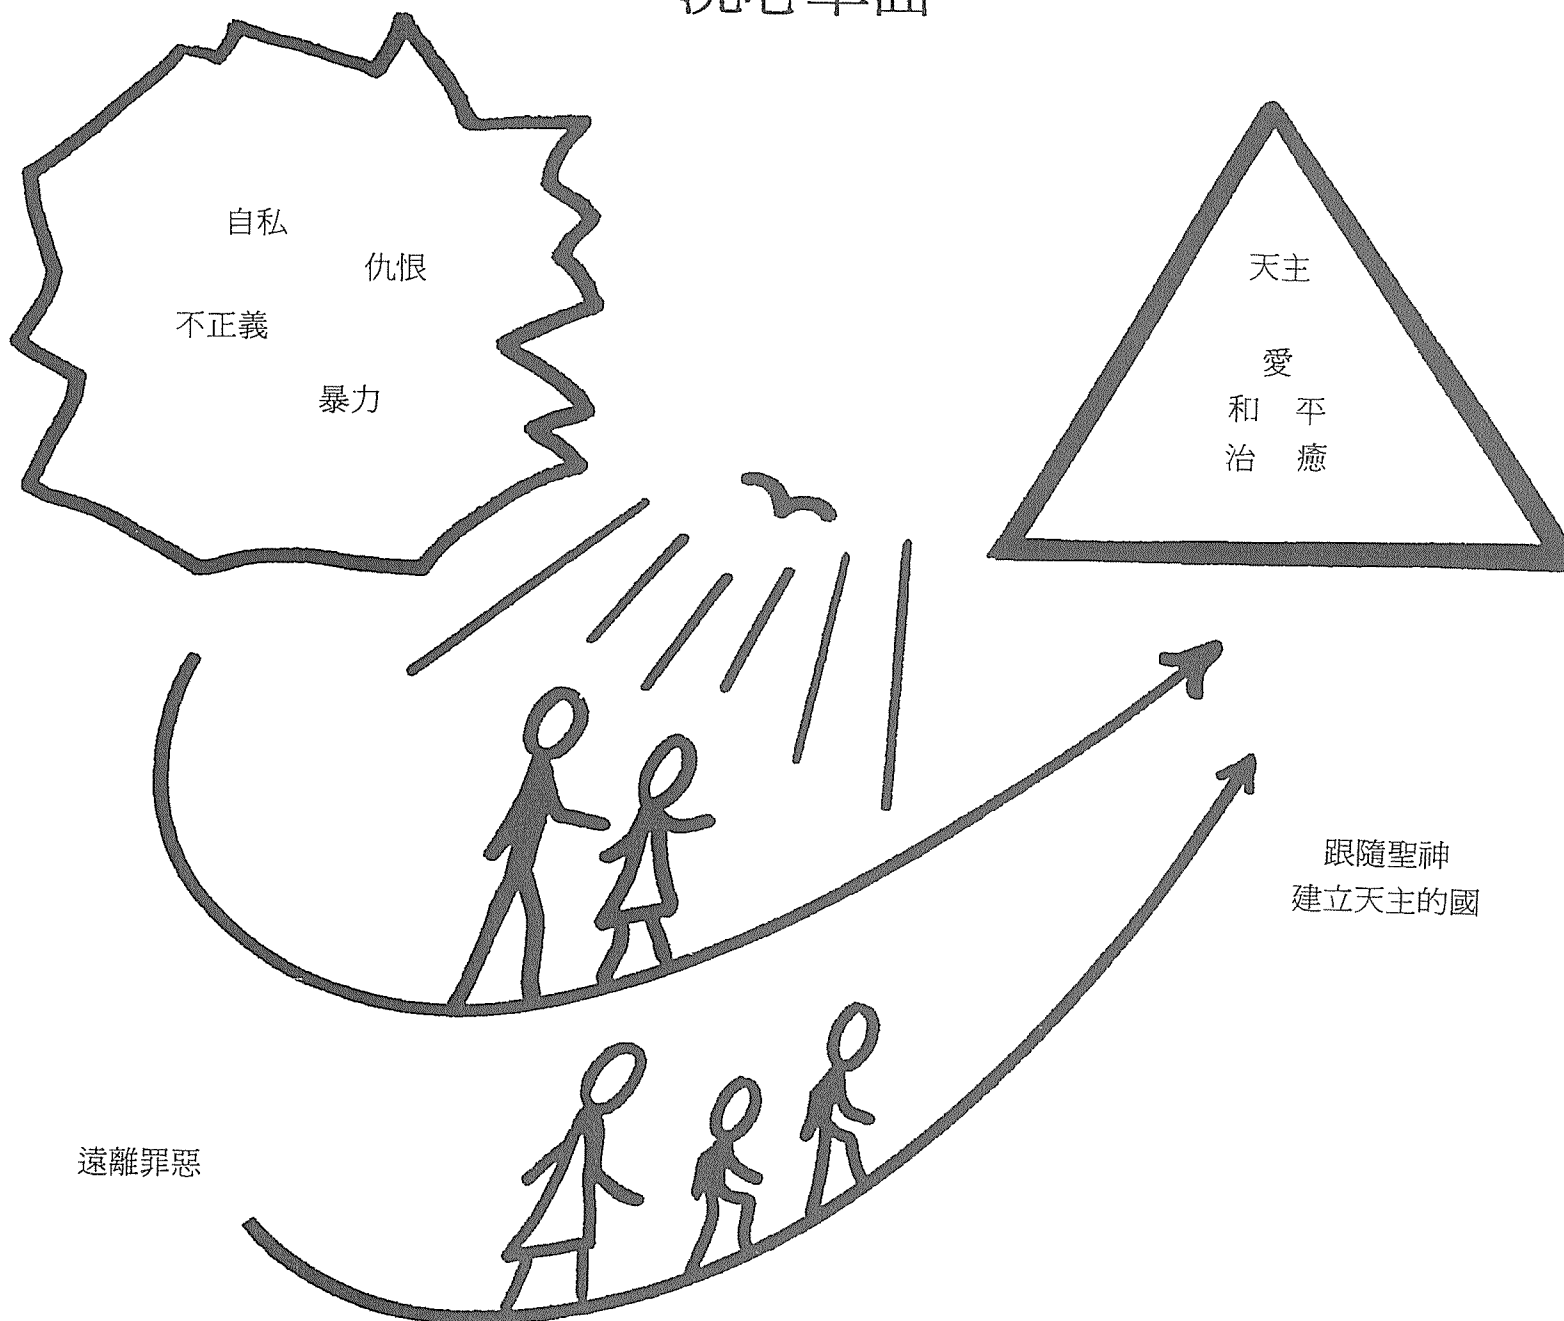 自私
仇恨
不正義
暴力
天主
愛
和 平
治 癒
跟隨聖神
建立天主的國
遠離罪惡